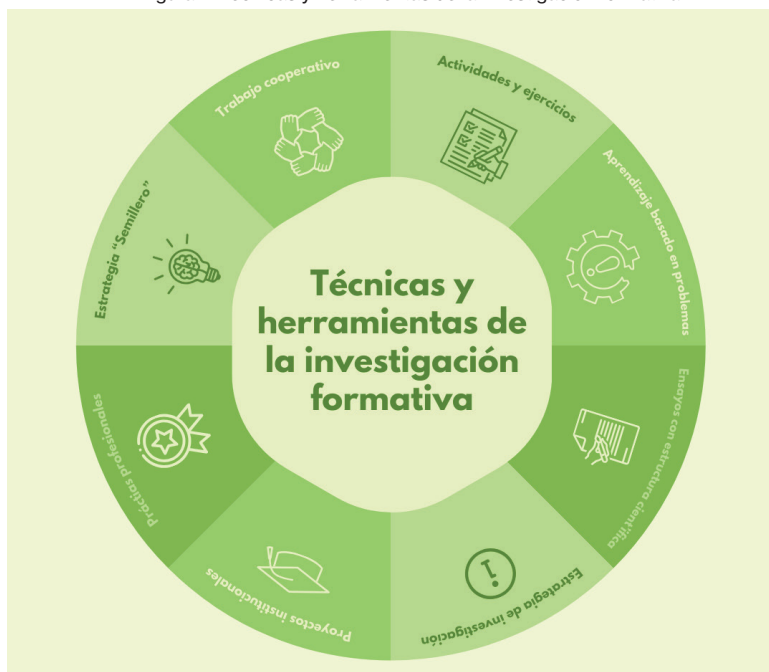 Trabajo cooperativo
Actividades y ejercicios
Aprendizaje basado en problemas
Ensayos con estructura científica
Estrategia de investigación
Proyectos institucionales
Práctias profesionales
Estrategia "Semillero"
Técnicas y
herramientas de
la investigación
formativa